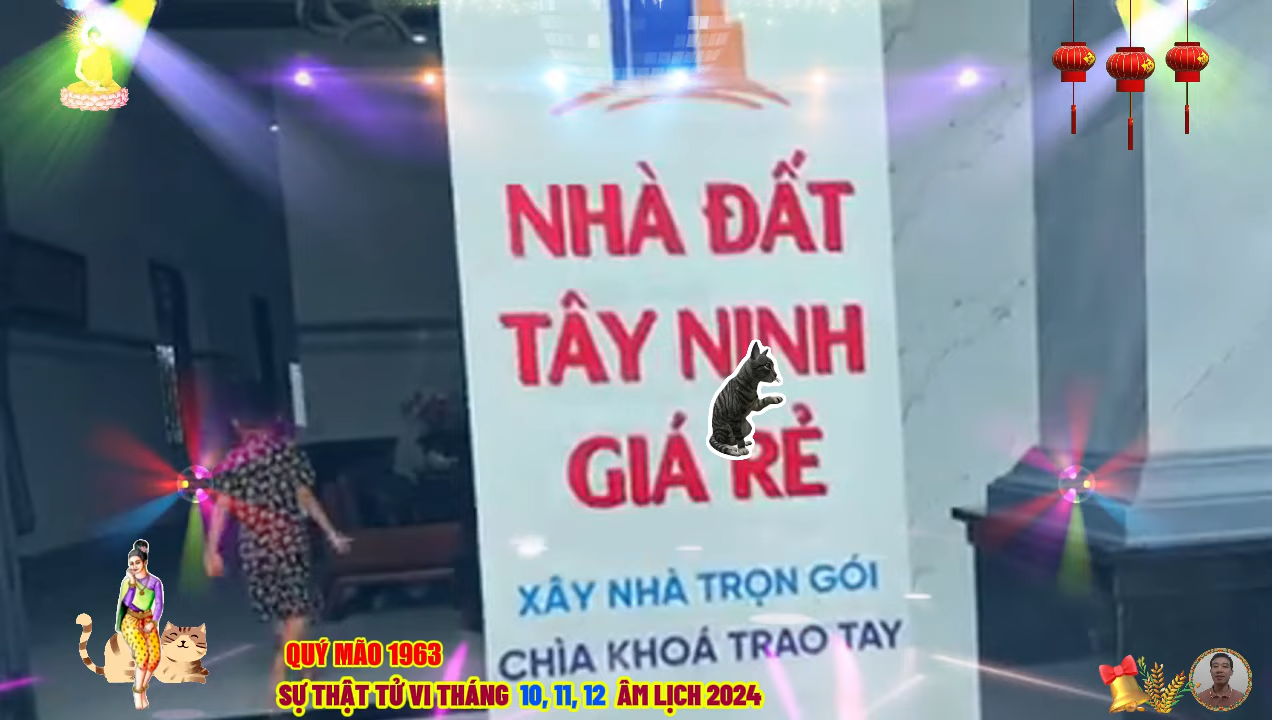 NHÀ ĐẤT
TÂY NINH
GIÁ RẺ
XÂY NHÀ TRỌN GÓI
CHÌA KHOÁ TRAO TAY
QUÝ MÃO 1963
SỰ THẬT TỬ VI THÁNG 10, 11, 12 ÂM LỊCH 2024